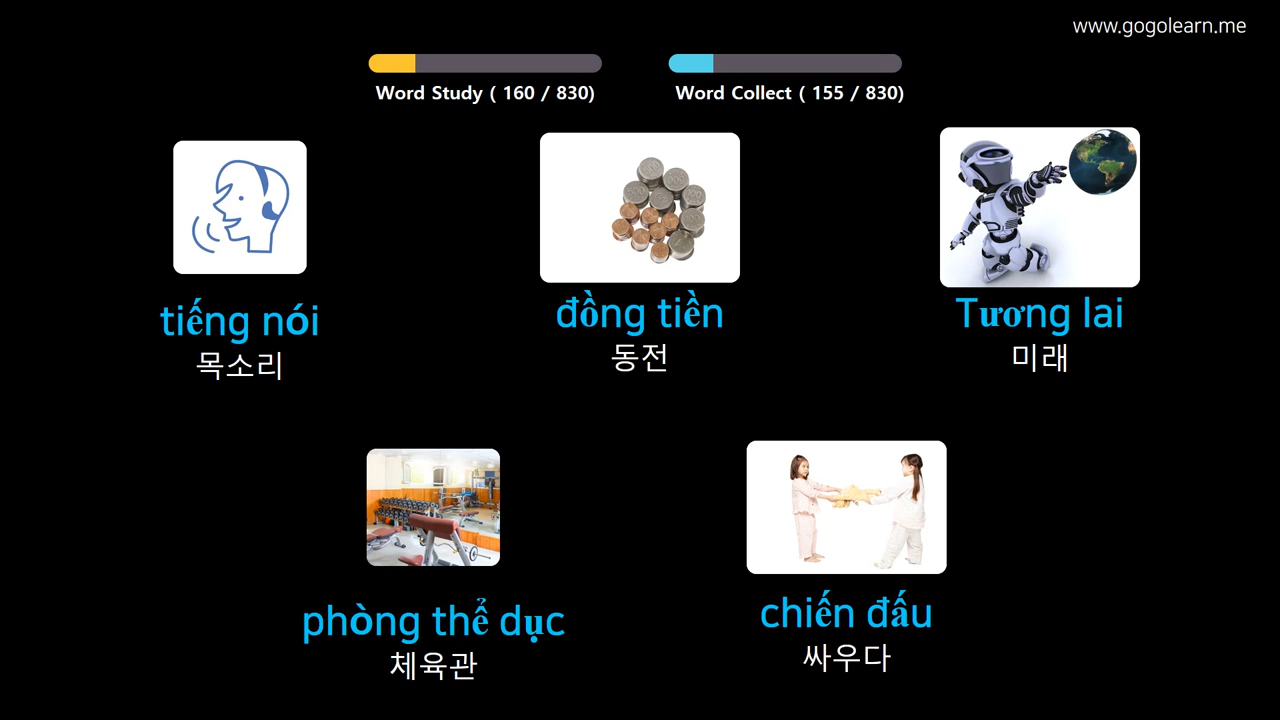 www.gogolearn.me
Word Study ( 160 / 830)
Word Collect ( 155 / 830)
tiếng nói
목소리
đồng tiền
동전
Tương lai
미래
phòng thể dục
체육관
chiến đấu
싸우다